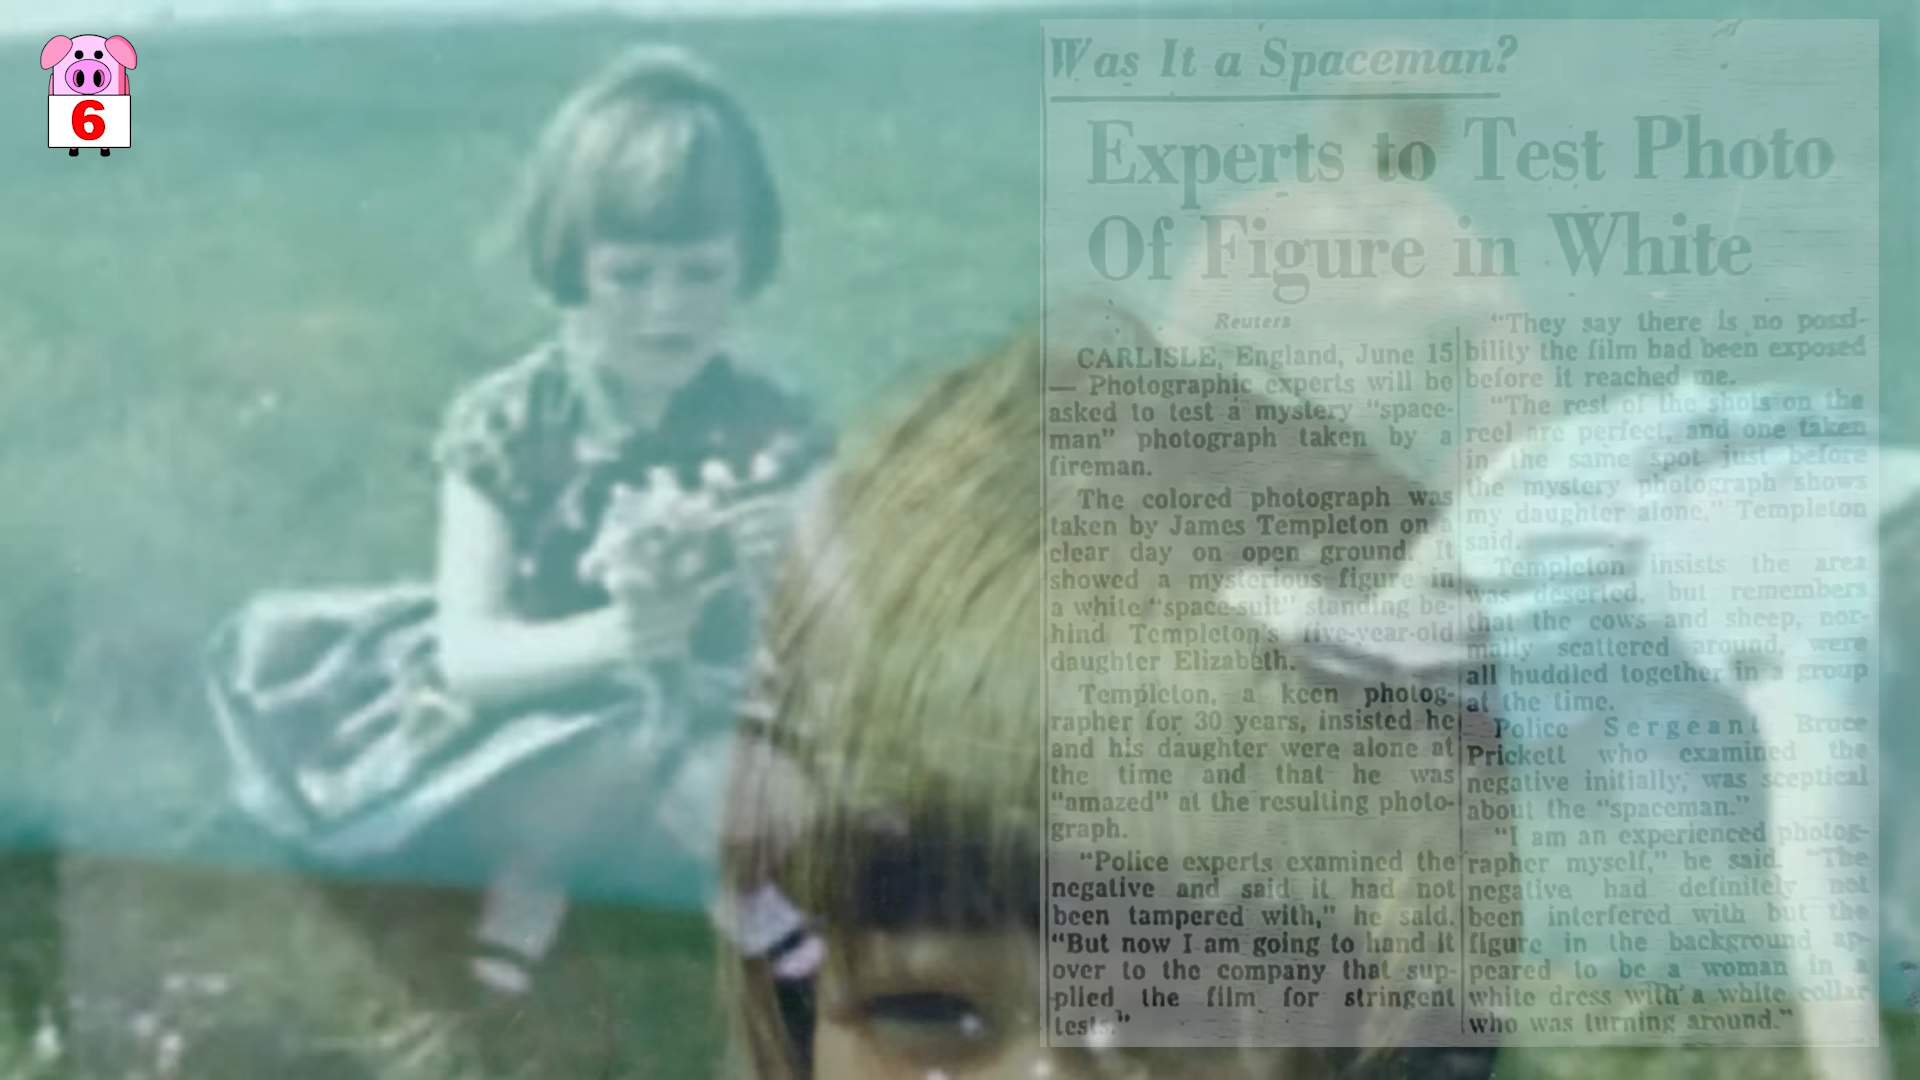 6
Was It a Spaceman?
Experts to Test Photo
Of Figure in White
Reuters
CARLISLE, England, June 15
— Photographic experts will be
asked to test a mystery "space-
man" photograph taken by a
fireman.
The colored photograph was
taken by James Templeton on a
clear day on open ground. It
showed a mysterious figure in
a white "space-suit" standing be-
hind Templeton's five-year-old
daughter Elizabeth.
Templeton, a keen photog-
rapher for 30 years, insisted he
and his daughter were alone at
the time and that he was
"amazed" at the resulting photo-
graph.
"Police experts examined the
negative and said it had not
been tampered with," he said.
"But now I am going to hand it
over to the company that sup-
plied the film for stringent
tests."
"They say there is no possi-
bility the film had been exposed
before it reached me.
"The rest of the shots on the
reel are perfect, and one taken
in the same spot just before
the mystery photograph shows
my daughter alone," Templeton
said.
Templeton insists the area
was deserted, but remembers
that the cows and sheep, nor-
mally scattered around, were
all huddled together in a group
at the time.
Police Sergeant Bruce
Prickett who examined the
negative initially, was sceptical
about the "spaceman."
"I am an experienced photog-
rapher myself," he said. "The
negative had definitely not
been interfered with but the
figure in the background ap-
peared to be a woman in a
white dress with a white collar
who was turning around."